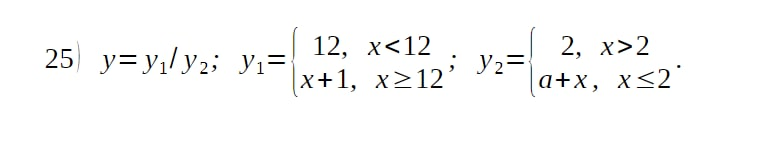 25) y=y₁/y₂; y₁={12, x<12; x+1, x≥12; y₂={2, x>2; a+x, x≤2.